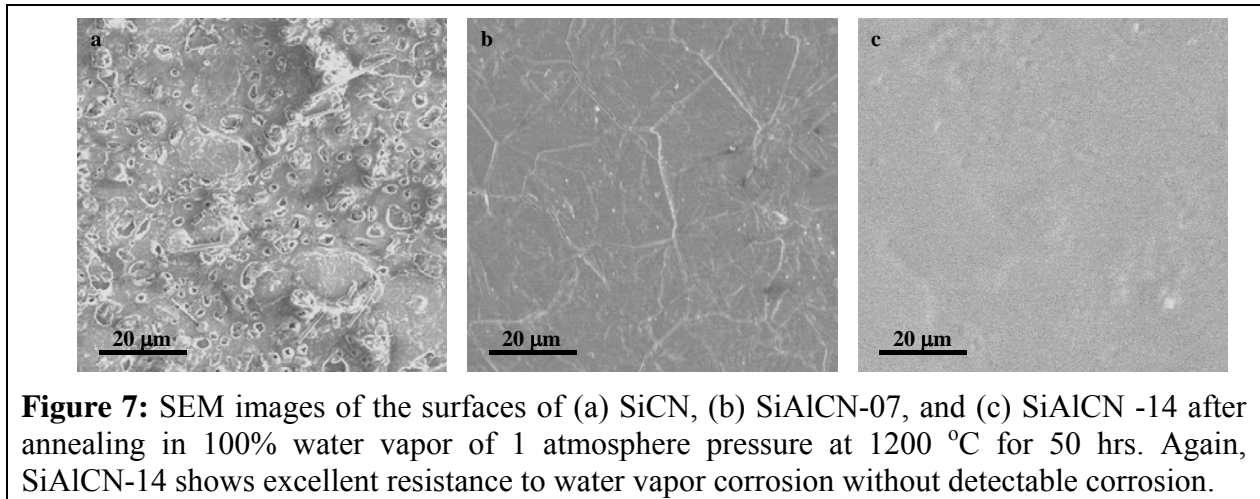 a
b
c
20 μm
20 μm
20 μm
Figure 7: SEM images of the surfaces of (a) SiCN, (b) SiAlCN-07, and (c) SiAlCN -14 after
annealing in 100% water vapor of 1 atmosphere pressure at 1200 °C for 50 hrs. Again,
SiAlCN-14 shows excellent resistance to water vapor corrosion without detectable corrosion.